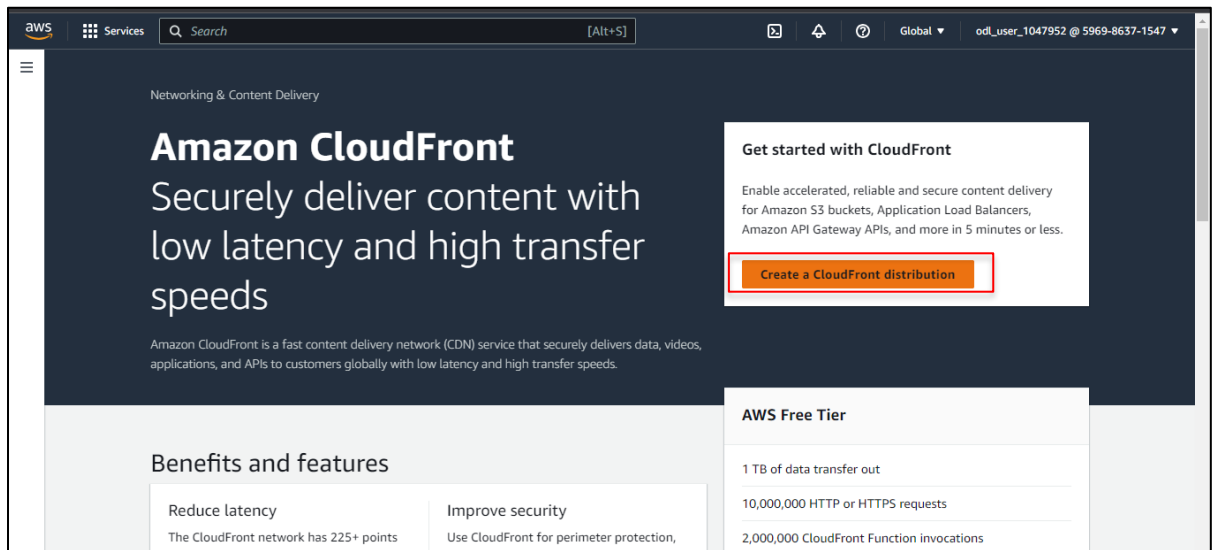 aws
Services
Search
[Alt+S]
Global
odl_user_1047952 @ 5969-8637-1547
Networking & Content Delivery
Amazon CloudFront
Securely deliver content with
low latency and high transfer
speeds
Amazon CloudFront is a fast content delivery network (CDN) service that securely delivers data, videos,
applications, and APIs to customers globally with low latency and high transfer speeds.
Get started with CloudFront
Enable accelerated, reliable and secure content delivery
for Amazon S3 buckets, Application Load Balancers,
Amazon API Gateway APIs, and more in 5 minutes or less.
Create a CloudFront distribution
AWS Free Tier
1 TB of data transfer out
10,000,000 HTTP or HTTPS requests
2,000,000 CloudFront Function invocations
Benefits and features
Reduce latency
The CloudFront network has 225+ points
Improve security
Use CloudFront for perimeter protection,